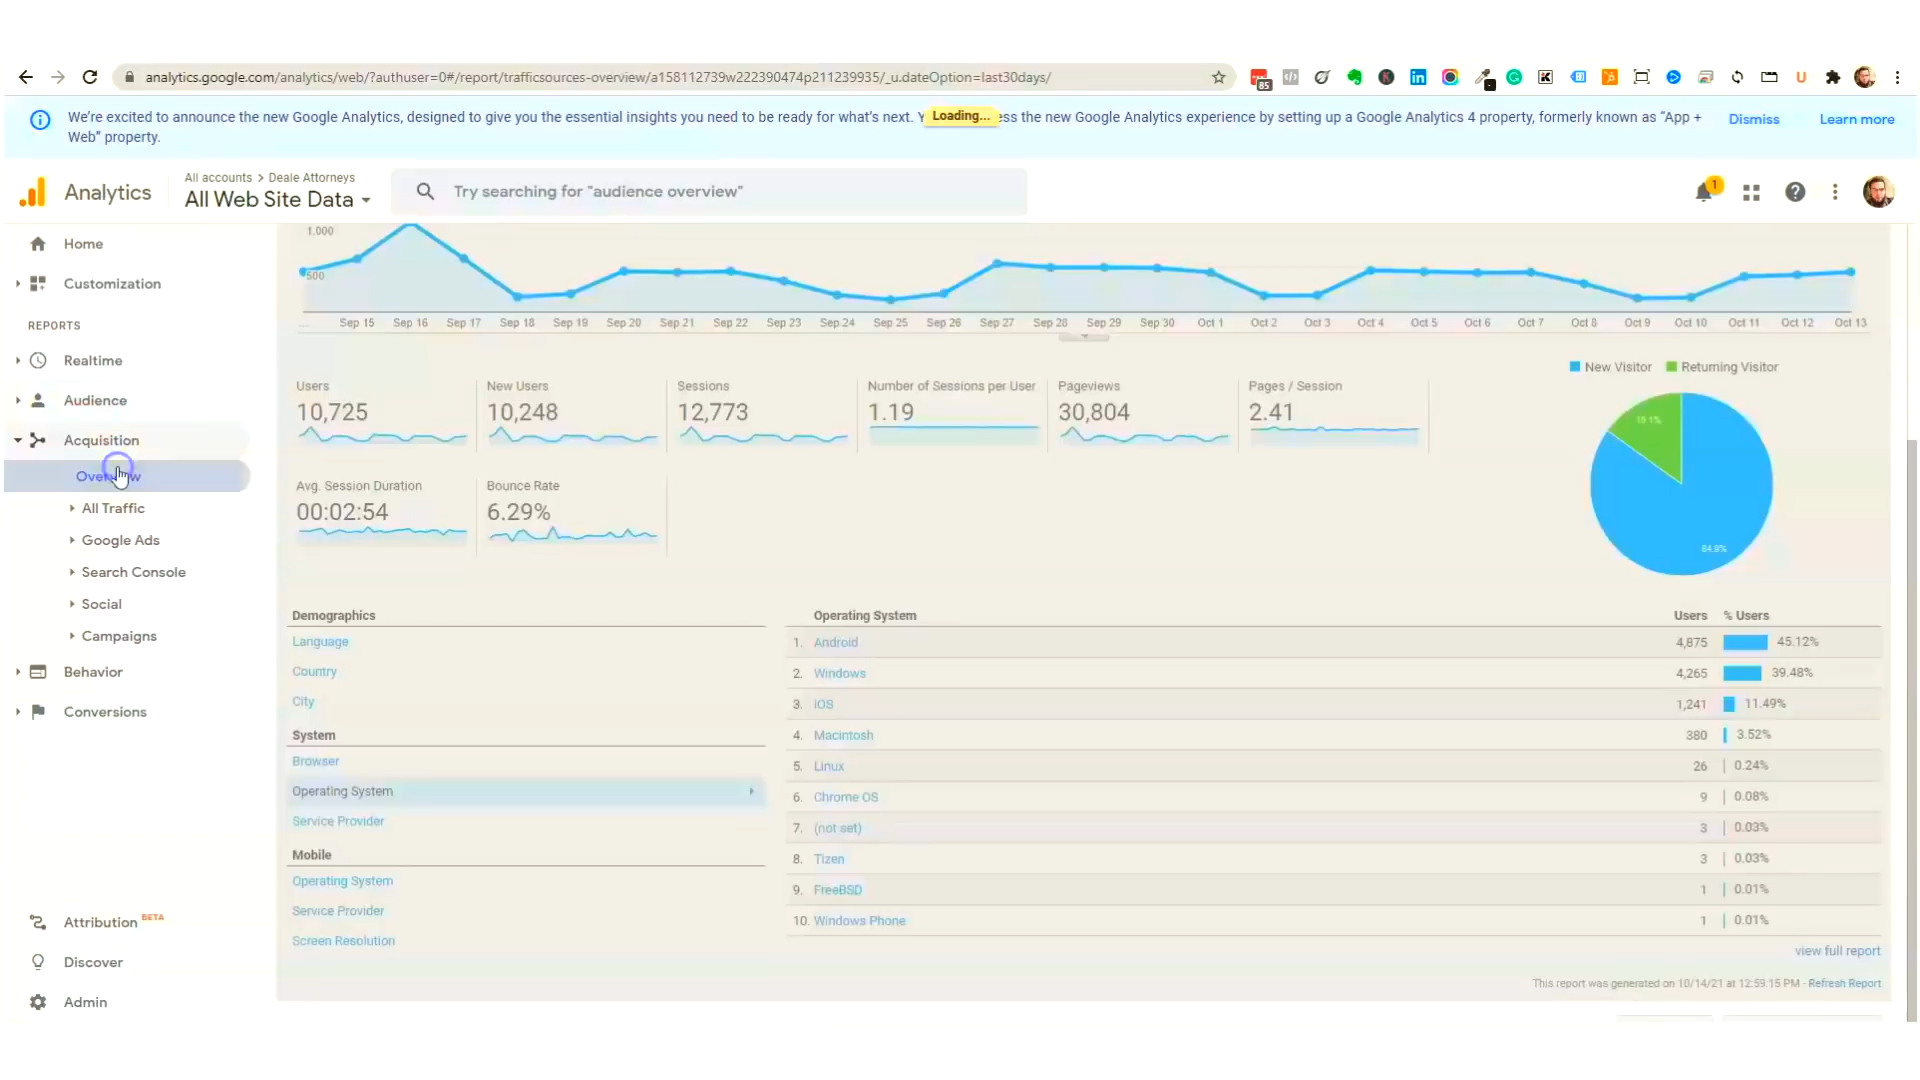 analytics.google.com/analytics/web/?authuser=0#/report/trafficsources-overview/a158112739w222390474p211239935/_u.dateOption=last30days/
85
We're excited to announce the new Google Analytics, designed to give you the essential insights you need to be ready for what's next. Y Loading... ess the new Google Analytics experience by setting up a Google Analytics 4 property, formerly known as "App +
Web" property.
Dismiss
Learn more
Analytics
All accounts > Deale Attorneys
All Web Site Data
Try searching for "audience overview"
1
Home
Customization
REPORTS
Realtime
Audience
Acquisition
Overview
All Traffic
Google Ads
Search Console
Social
Campaigns
Behavior
Conversions
Attribution BETA
Discover
Admin
1.000
500
... Sep 15 Sep 16 Sep 17 Sep 18 Sep 19 Sep 20 Sep 21 Sep 22 Sep 23 Sep 24 Sep 25 Sep 26 Sep 27 Sep 28 Sep 29 Sep 30 Oct 1 Oct 2 Oct 3 Oct 4 Oct 5 Oct 6 Oct 7 Oct 8 Oct 9 Oct 10 Oct 11 Oct 12 Oct 13
Users
10,725
New Users
10,248
Sessions
12,773
Number of Sessions per User
1.19
Pageviews
30,804
Pages / Session
2.41
Avg. Session Duration
00:02:54
Bounce Rate
6.29%
New Visitor Returning Visitor
84.9%
Demographics
Language
Country
City
System
Browser
Operating System
Service Provider
Mobile
Operating System
Service Provider
Screen Resolution
Operating System Users % Users
1. Android 4,875 45.12%
2. Windows 4,265 39.48%
3. iOS 1,241 11.49%
4. Macintosh 380 3.52%
5. Linux 26 0.24%
6. Chrome OS 9 0.08%
7. (not set) 3 0.03%
8. Tizen 3 0.03%
9. FreeBSD 1 0.01%
10. Windows Phone 1 0.01%
view full report
This report was generated on 10/14/21 at 12:59:15 PM - Refresh Report